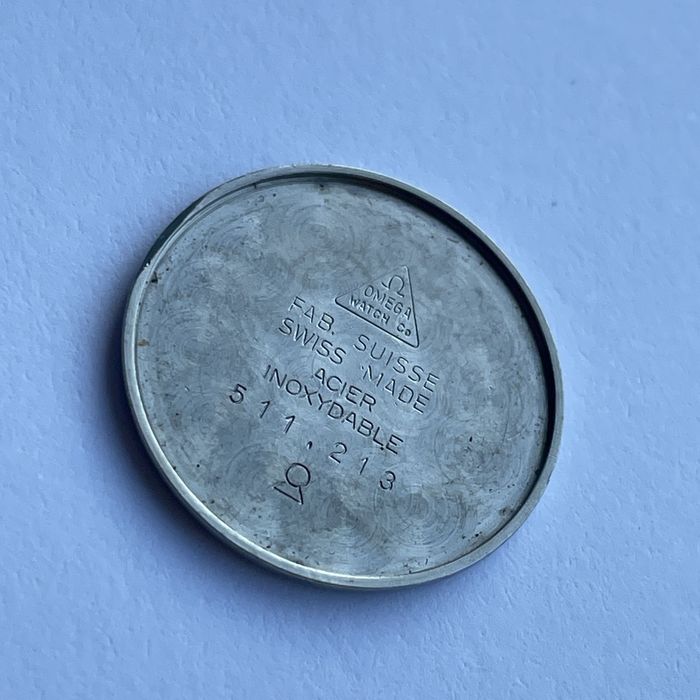 Ω
OMEGA
WATCH Co
FAB. SUISSE
SWISS MADE
ACIER
INOXYDABLE
511.213